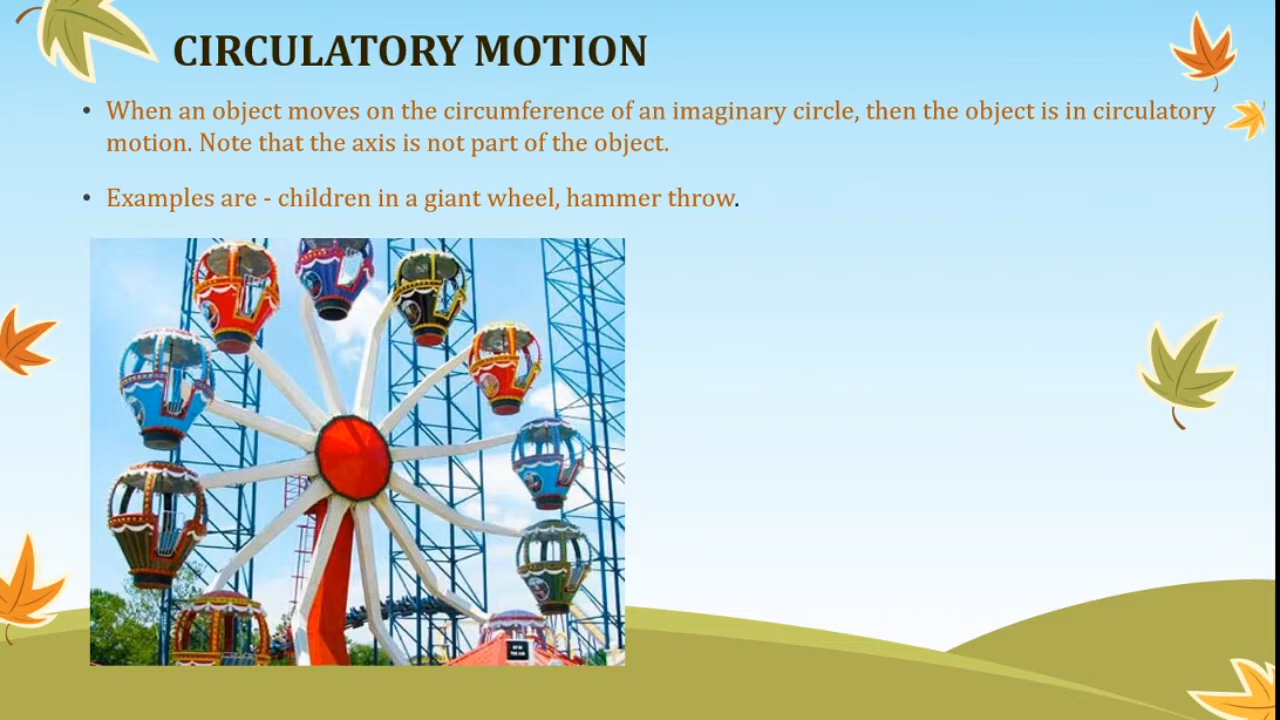 CIRCULATORY MOTION
• When an object moves on the circumference of an imaginary circle, then the object is in circulatory
motion. Note that the axis is not part of the object.
• Examples are - children in a giant wheel, hammer throw.